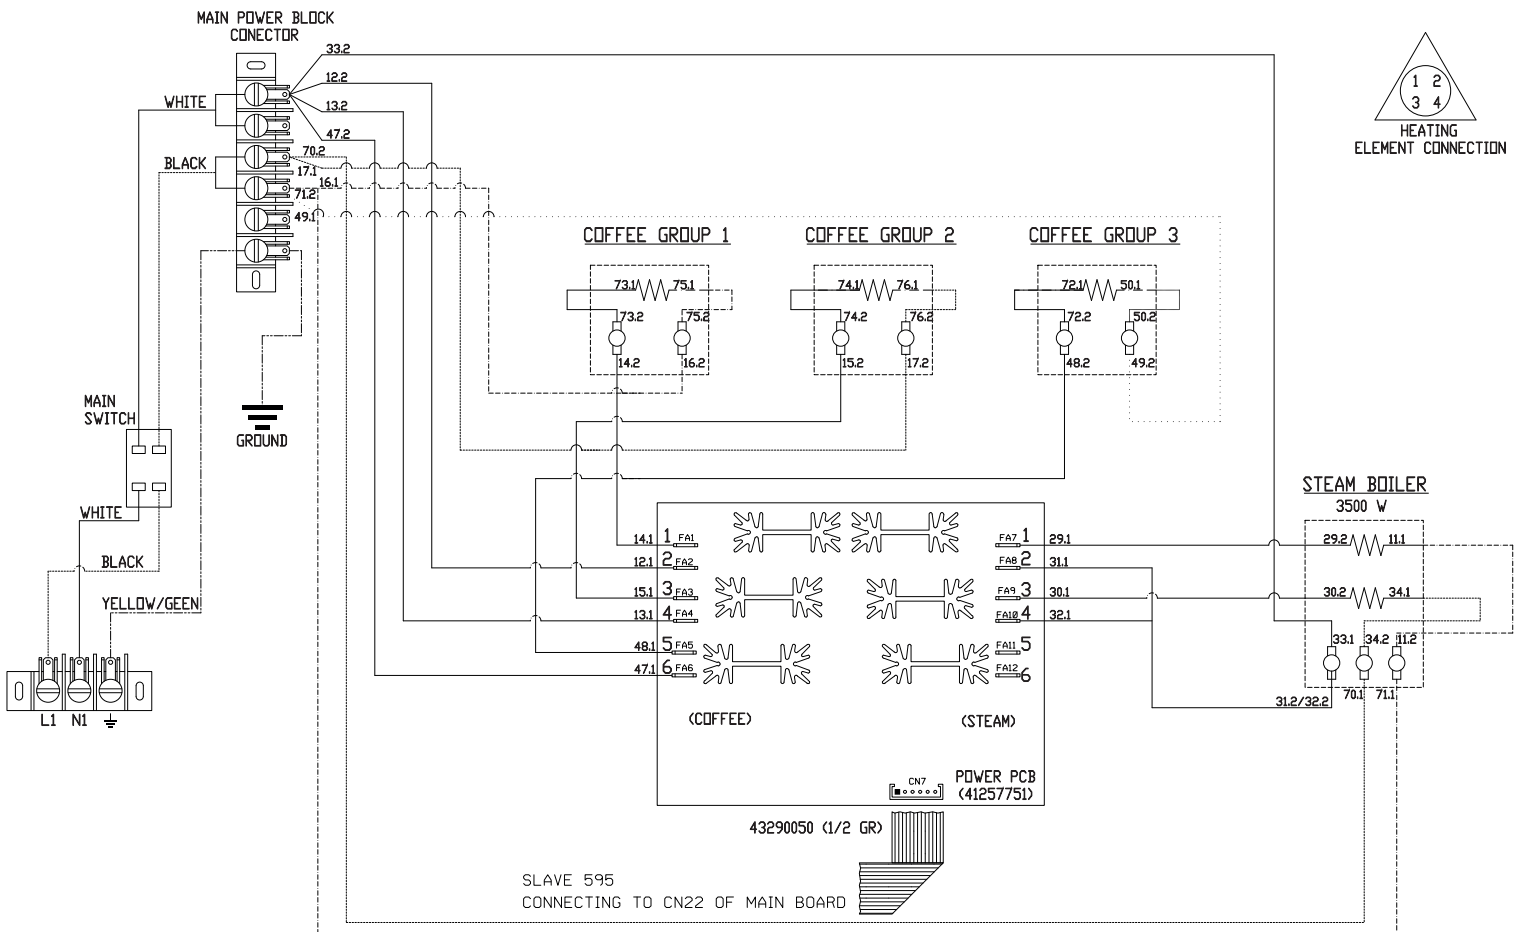 MAIN POWER BLOCK
CONECTOR
33.2
12.2
13.2
47.2
70.2
17.1
16.1
71.2
49.1
WHITE
BLACK
1 2
3 4
HEATING
ELEMENT CONNECTION
COFFEE GROUP 1
73.1 75.1
73.2 75.2
14.2 16.2
COFFEE GROUP 2
74.1 76.1
74.2 76.2
15.2 17.2
COFFEE GROUP 3
72.1 50.1
72.2 50.2
48.2 49.2
MAIN
SWITCH
GROUND
WHITE
BLACK
YELLOW/GEEN
L1 N1
STEAM BOILER
3500 W
29.2 11.1
30.2 34.1
33.1 34.2 11.2
31.2/32.2
70.1 71.1
14.1 1 FA1
12.1 2 FA2
15.1 3 FA3
13.1 4 FA4
48.1 5 FA5
47.1 6 FA6
FA7 1 29.1
FA8 2 31.1
FA9 3 30.1
FA10 4 32.1
FA11 5
FA12 6
(COFFEE)
(STEAM)
CN7
POWER PCB
(41257751)
43290050 (1/2 GR)
SLAVE 595
CONNECTING TO CN22 OF MAIN BOARD